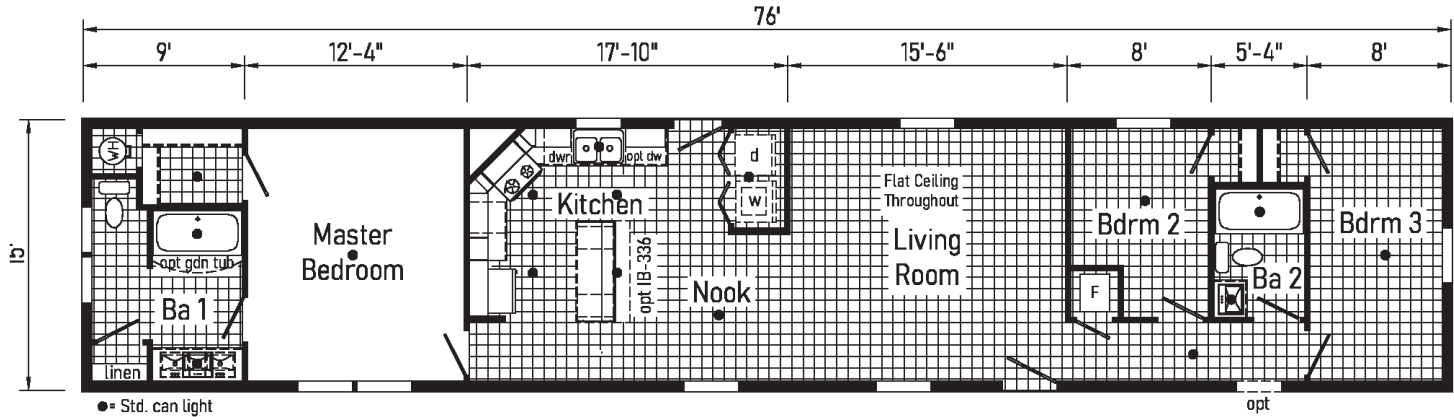 76'
9' 12'-4" 17'-10" 15'-6" 8' 5'-4" 8'
15'
WH
dwr
opt dw
d
w
Kitchen
Flat Ceiling
Throughout
Living
Room
Master
Bedroom
opt gdn tub
Ba 1
linen
opt IB-336
Nook
Bdrm 2
F
Ba 2
Bdrm 3
● = Std. can light
opt